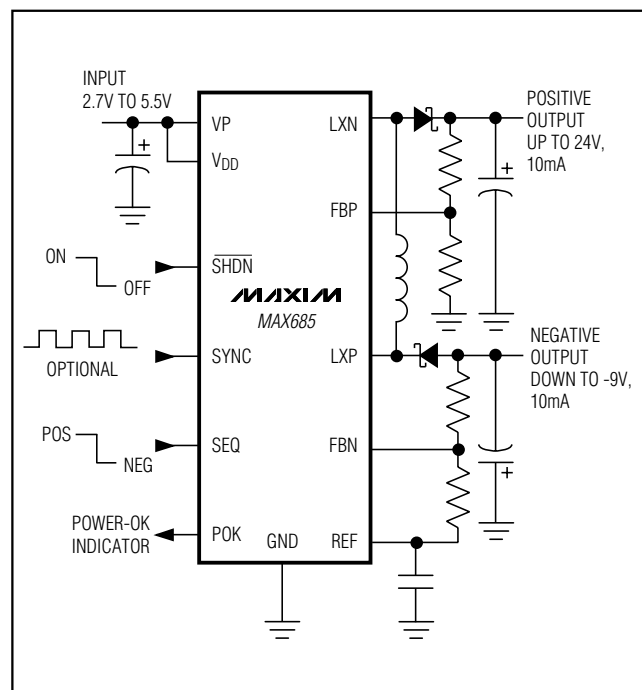 INPUT
2.7V TO 5.5V
VP
VDD
ON
OFF
SHDN
OPTIONAL
SYNC
POS
NEG
SEQ
POWER-OK
INDICATOR
POK
GND
MAXIM
MAX685
LXN
FBP
LXP
FBN
REF
+
+
+
POSITIVE
OUTPUT
UP TO 24V,
10mA
NEGATIVE
OUTPUT
DOWN TO -9V,
10mA